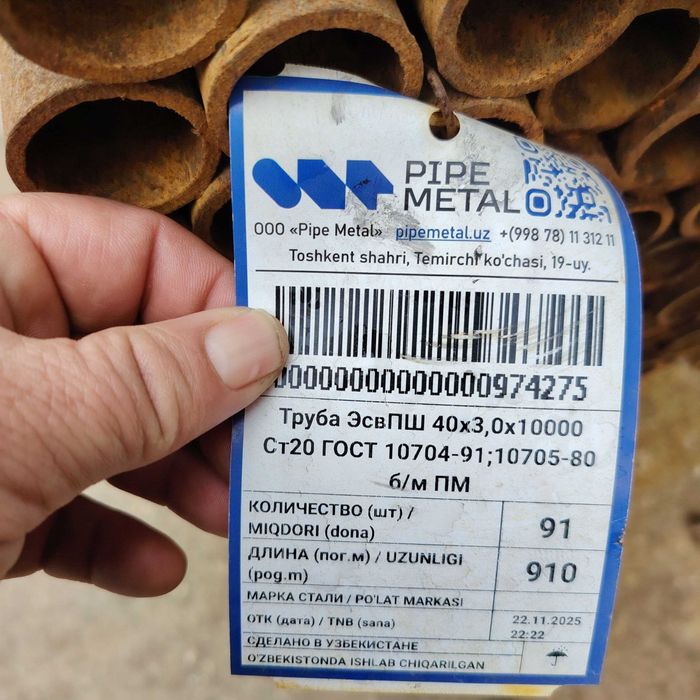 PIPE
METAL
ООО «Pipe Metal» pipemetal.uz +(998 78) 11 312 11
Toshkent shahri, Temirchi ko'chasi, 19-uy.
00000000000000974275
Труба ЭсвПШ 40х3,0х10000
Ст20 ГОСТ 10704-91;10705-80
б/м ПМ
КОЛИЧЕСТВО (шт) /
MIQDORI (dona)
91
ДЛИНА (пог.м) / UZUNLIGI
(pog.m)
910
МАРКА СТАЛИ / PO'LAT MARKASI
ОТК (дата) / TNB (sana)
22.11.2025
22:22
СДЕЛАНО В УЗБЕКИСТАНЕ
O'ZBEKISTONDA ISHLAB CHIQARILGAN